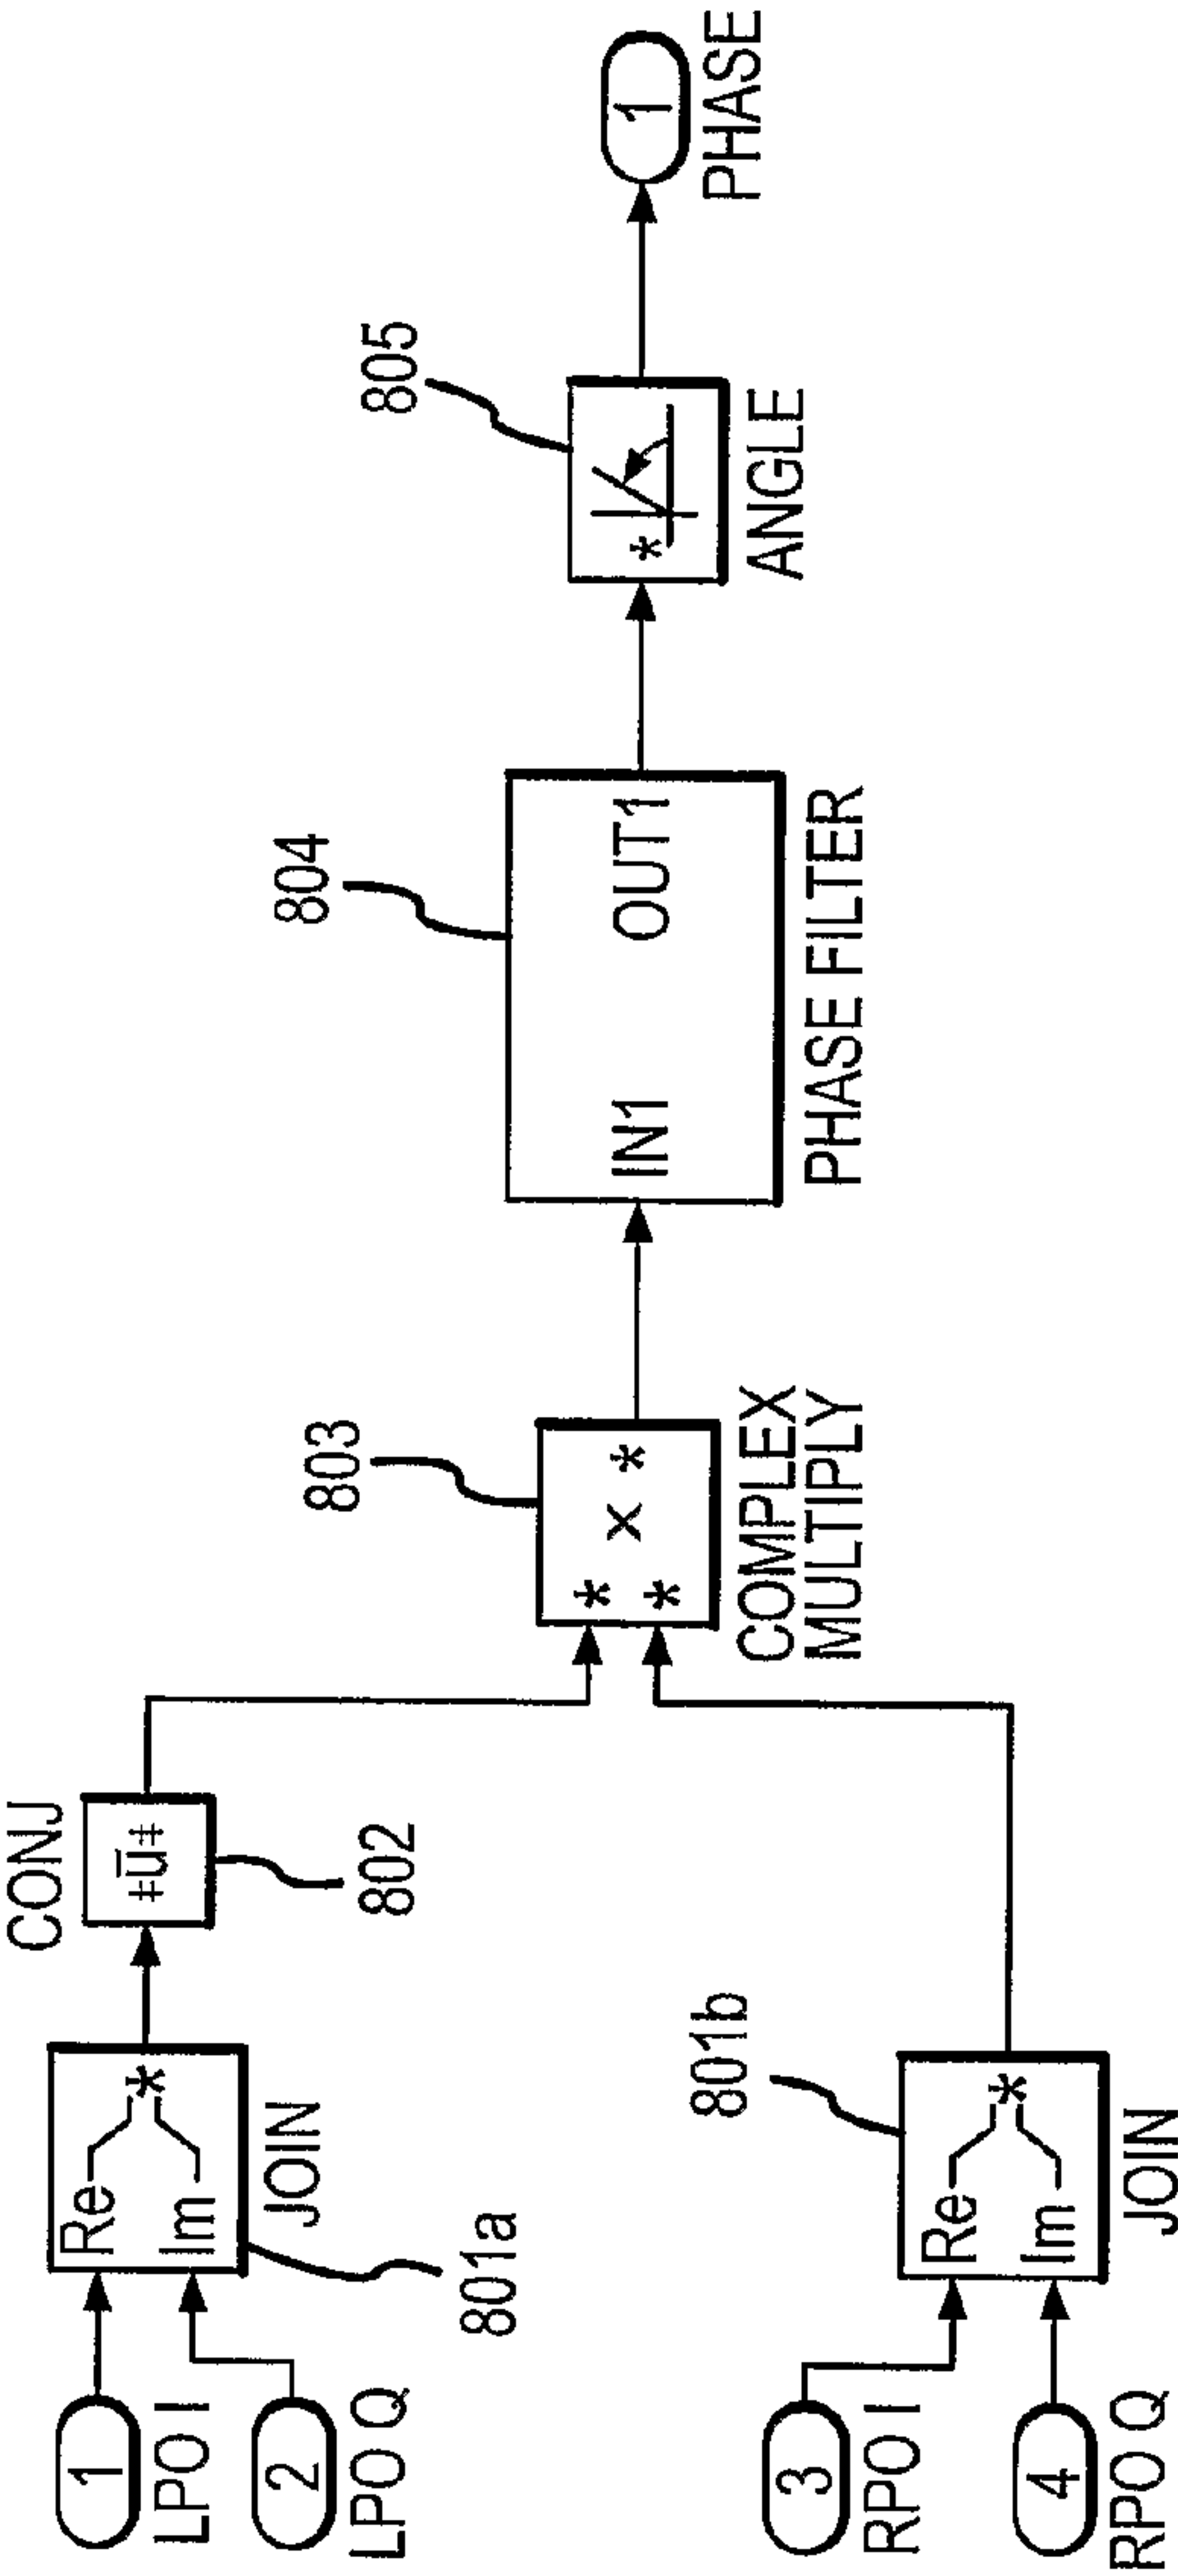 CONJ
802
1
LPO I
2
LPO Q
Re
Im
*
JOIN
801a
*ū*
3
RPO I
4
RPO Q
801b
Re
Im
*
JOIN
803
*
*
x *
COMPLEX
MULTIPLY
804
IN1 OUT1
PHASE FILTER
805
*
ANGLE
1
PHASE